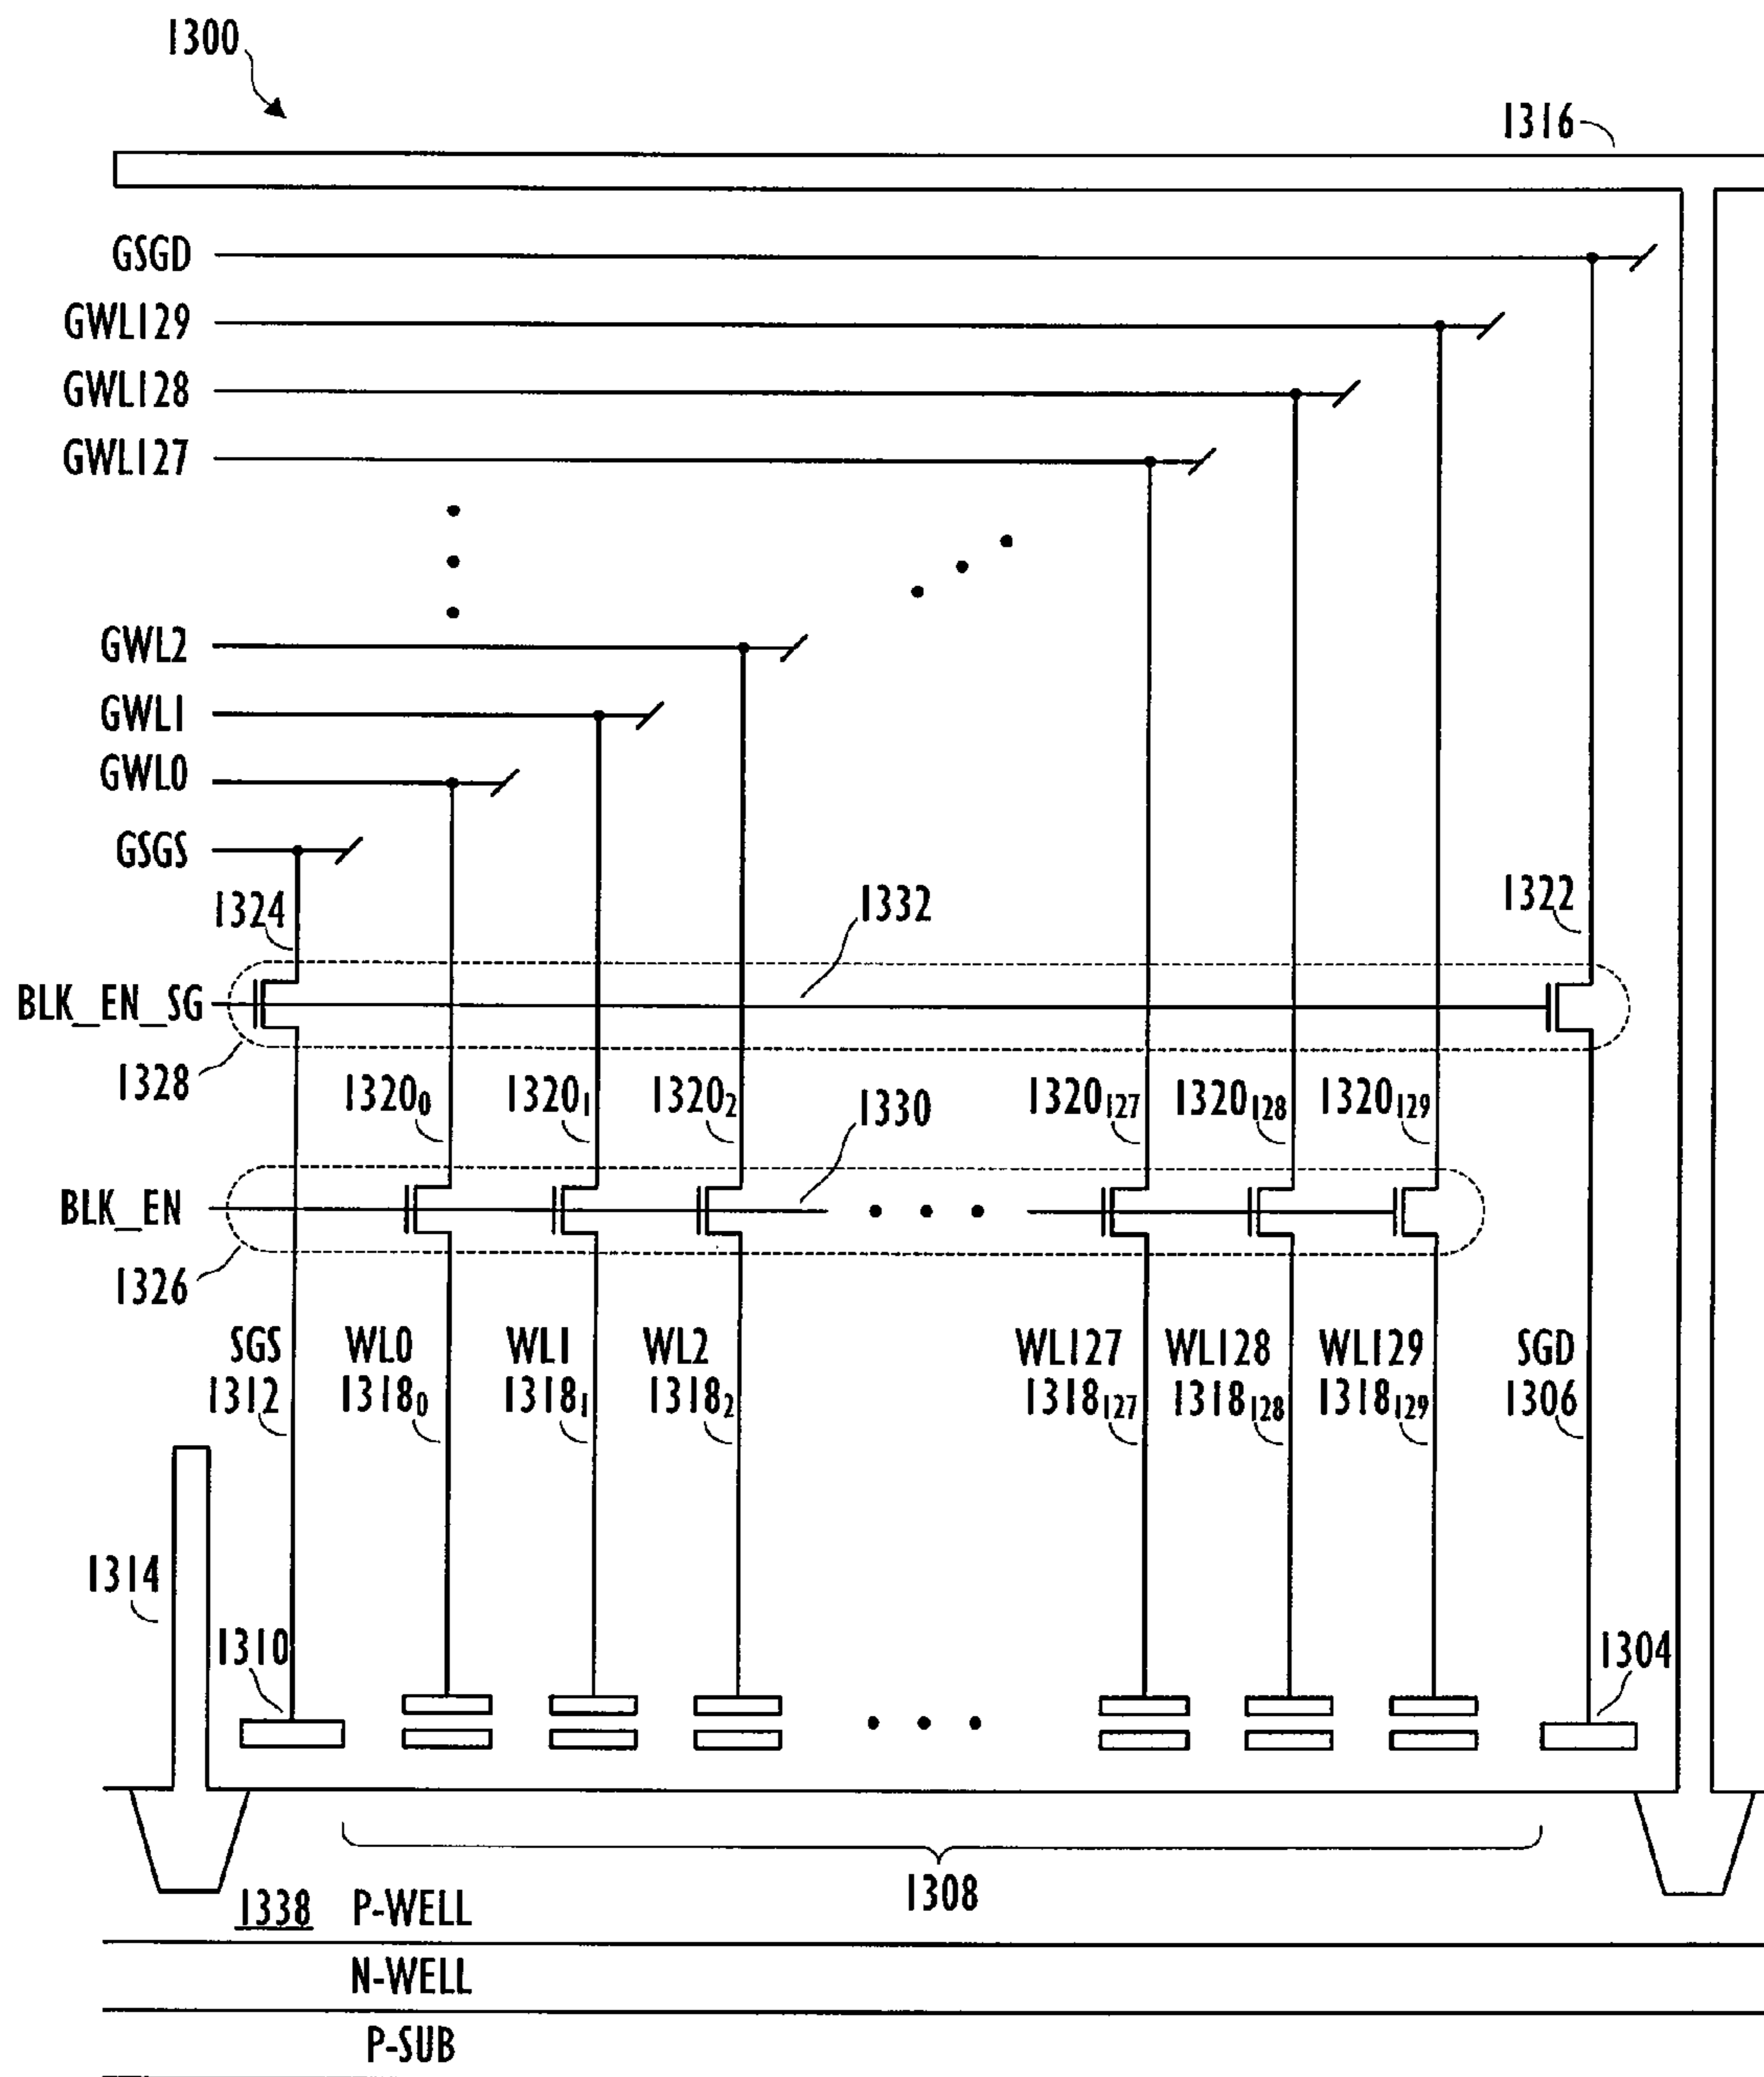 1300
1316
GSGD
GWL129
GWL128
GWL127
GWL2
GWL1
GWL0
GSGS
1324
1332
1322
BLK_EN_SG
1328
1320₀
1320₁
1320₂
1330
1320₁₂₇
1320₁₂₈
1320₁₂₉
BLK_EN
1326
SGS
WL0
WL1
WL2
WL127
WL128
WL129
SGD
1312
1318₀
1318₁
1318₂
1318₁₂₇
1318₁₂₈
1318₁₂₉
1306
1314
1310
1304
1308
1338 P-WELL
N-WELL
P-SUB